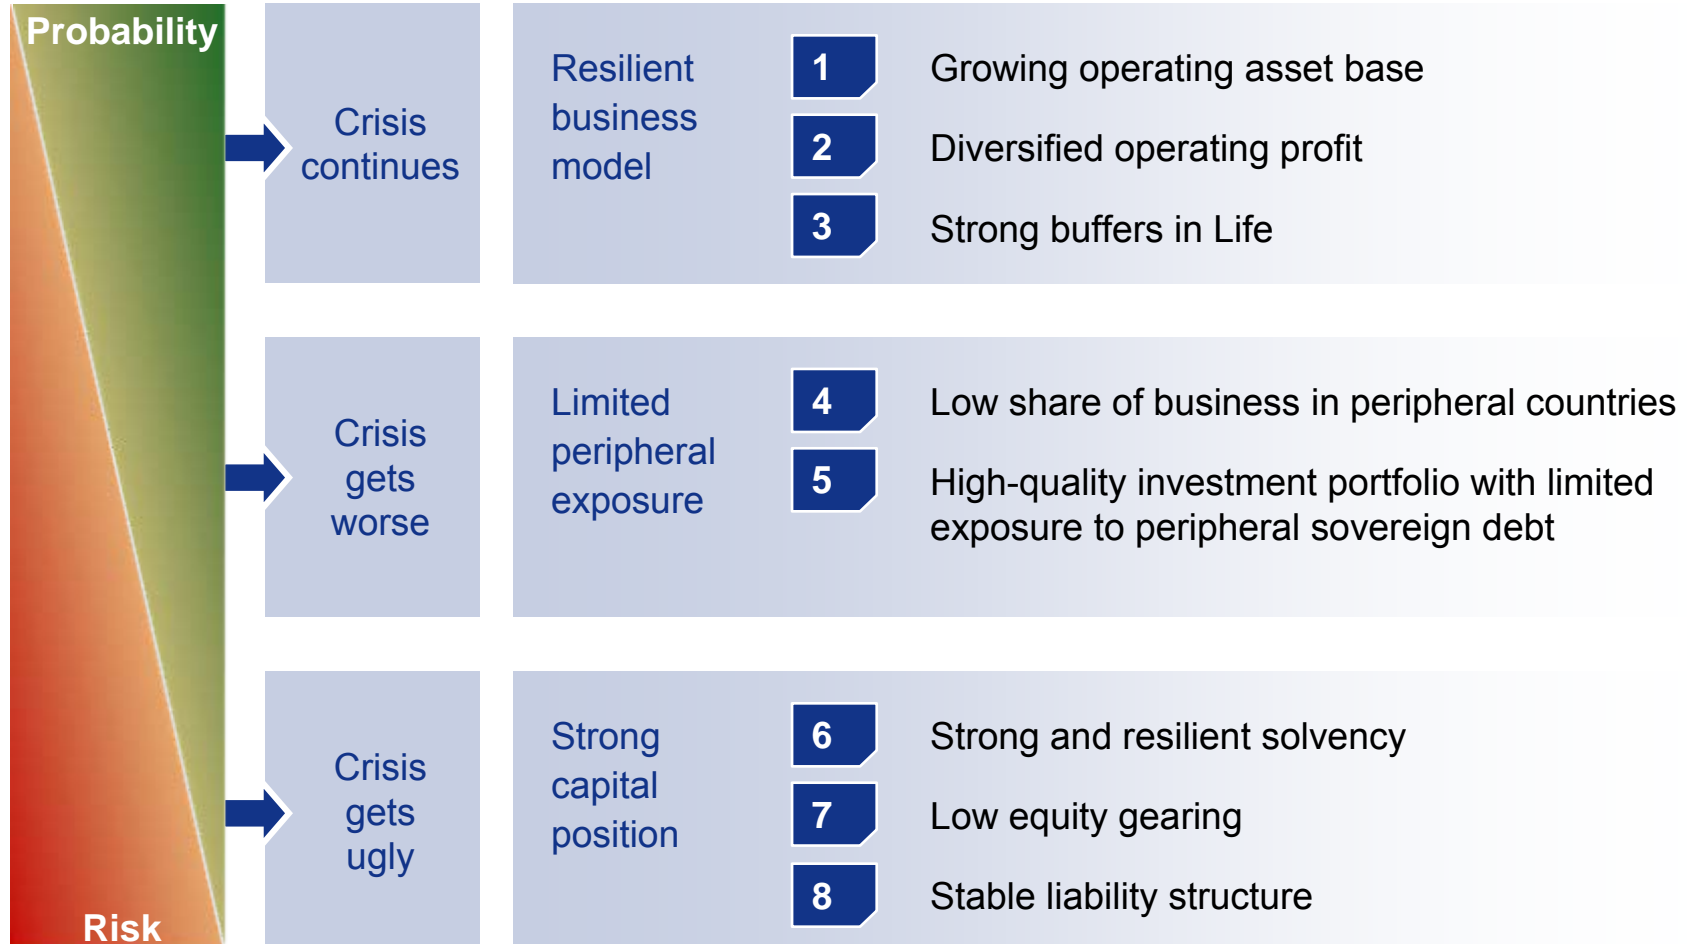 Probability
Crisis
continues
Resilient
business
model
1
Growing operating asset base
2
Diversified operating profit
3
Strong buffers in Life
Crisis
gets
worse
Limited
peripheral
exposure
4
Low share of business in peripheral countries
5
High-quality investment portfolio with limited
exposure to peripheral sovereign debt
Crisis
gets
ugly
Strong
capital
position
6
Strong and resilient solvency
7
Low equity gearing
8
Stable liability structure
Risk